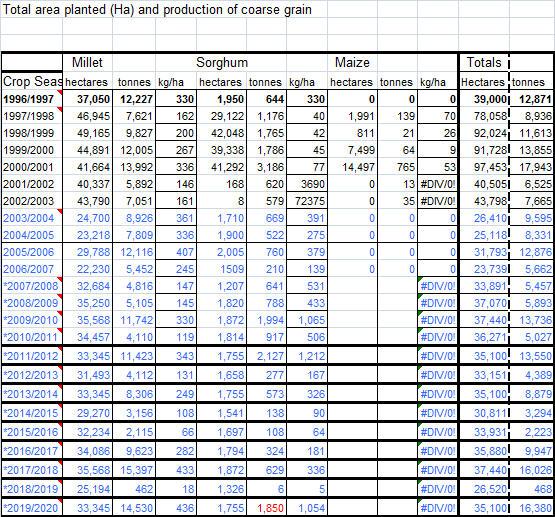 Total area planted (Ha) and production of coarse grain
Millet Sorghum Maize Totals
Crop Seas hectares tonnes kg/ha hectares tonnes kg/ha hectares tonnes kg/ha Hectares tonnes
1996/1997 37,050 12,227 330 1,950 644 330 0 0 0 39,000 12,871
1997/1998 46,945 7,621 162 29,122 1,176 40 1,991 139 70 78,058 8,936
1998/1999 49,165 9,827 200 42,048 1,765 42 811 21 26 92,024 11,613
1999/2000 44,891 12,005 267 39,338 1,786 45 7,499 64 9 91,728 13,855
2000/2001 41,664 13,992 336 41,292 3,186 77 14,497 765 53 97,453 17,943
2001/2002 40,337 5,892 146 168 620 3690 0 13 #DIV/0! 40,505 6,525
2002/2003 43,790 7,051 161 8 579 72375 0 35 #DIV/0! 43,798 7,665
2003/2004 24,700 8,926 361 1,710 669 391 0 0 0 26,410 9,595
2004/2005 23,218 7,809 336 1,900 522 275 0 0 0 25,118 8,331
2005/2006 29,788 12,116 407 2,005 760 379 0 0 0 31,793 12,876
2006/2007 22,230 5,452 245 1509 210 139 0 0 0 23,739 5,662
*2007/2008 32,684 4,816 147 1,207 641 531 #DIV/0! 33,891 5,457
*2008/2009 35,250 5,105 145 1,820 788 433 #DIV/0! 37,070 5,893
*2009/2010 35,568 11,742 330 1,872 1,994 1,065 #DIV/0! 37,440 13,736
*2010/2011 34,457 4,110 119 1,814 917 506 #DIV/0! 36,271 5,027
*2011/2012 33,345 11,423 343 1,755 2,127 1,212 #DIV/0! 35,100 13,550
*2012/2013 31,493 4,112 131 1,658 277 167 #DIV/0! 33,151 4,389
*2013/2014 33,345 8,306 249 1,755 573 326 #DIV/0! 35,100 8,879
*2014/2015 29,270 3,156 108 1,541 138 90 #DIV/0! 30,811 3,294
*2015/2016 32,234 2,115 66 1,697 108 64 #DIV/0! 33,931 2,223
*2016/2017 34,086 9,623 282 1,794 324 181 #DIV/0! 35,880 9,947
*2017/2018 35,568 15,397 433 1,872 629 336 #DIV/0! 37,440 16,026
*2018/2019 25,194 462 18 1,326 6 5 #DIV/0! 26,520 468
*2019/2020 33,345 14,530 436 1,755 1,850 1,054 #DIV/0! 35,100 16,380